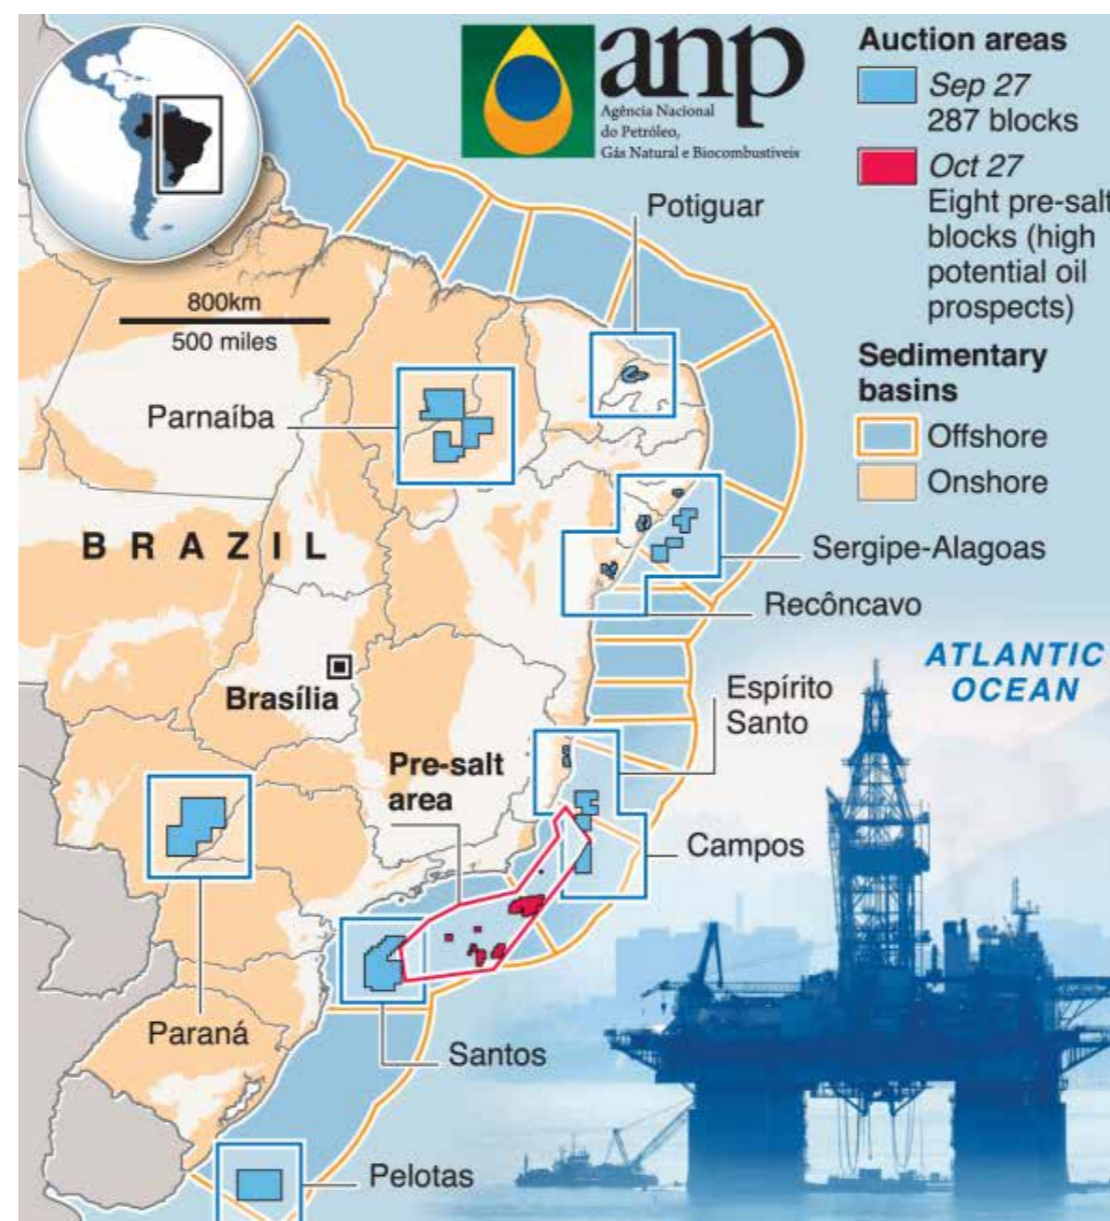 anp
Agência Nacional
do Petróleo,
Gás Natural e Biocombustíveis
Auction areas
Sep 27
287 blocks
Oct 27
Eight pre-salt
blocks (high
potential oil
prospects)
Sedimentary
basins
Offshore
Onshore
800km
500 miles
Potiguar
Parnaíba
BRAZIL
Sergipe-Alagoas
Recôncavo
Brasília
ATLANTIC
OCEAN
Espírito
Santo
Pre-salt
area
Campos
Paraná
Santos
Pelotas